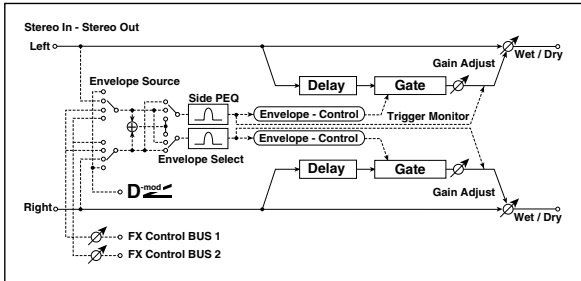 Stereo In - Stereo Out
Left
Wet / Dry
Gain Adjust
Envelope Source
Delay
Gate
Side PEQ
Envelope - Control
Trigger Monitor
Envelope - Control
Envelope Select
Delay
Gate
D-mod
Gain Adjust
Right
Wet / Dry
FX Control BUS 1
FX Control BUS 2